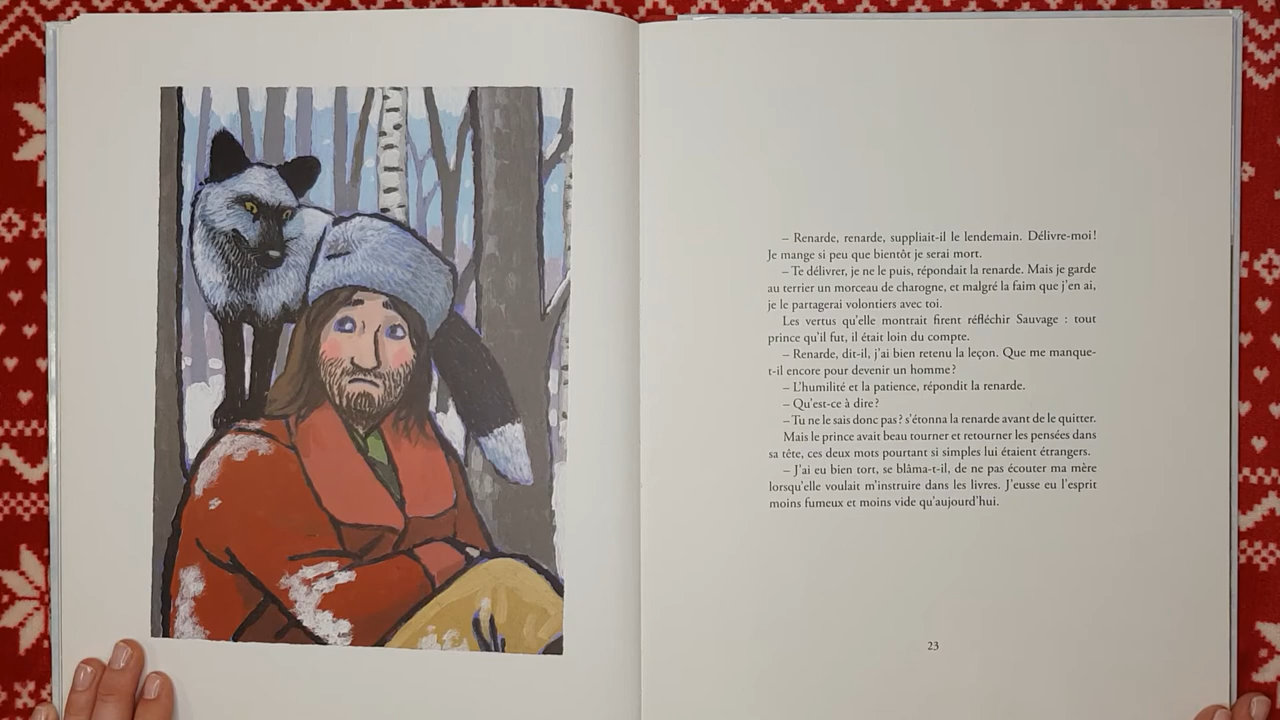 – Renarde, renarde, suppliait-il le lendemain. Délivre-moi!
Je mange si peu que bientôt je serai mort.
– Te délivrer, je ne le puis, répondait la renarde. Mais je garde
au terrier un morceau de charogne, et malgré la faim que j'en ai,
je le partagerai volontiers avec toi.
Les vertus qu'elle montrait firent réfléchir Sauvage : tout
prince qu'il fut, il était loin du compte.
– Renarde, dit-il, j'ai bien retenu la leçon. Que me manque-
t-il encore pour devenir un homme?
– L'humilité et la patience, répondit la renarde.
– Qu'est-ce à dire?
– Tu ne le sais donc pas? s'étonna la renarde avant de le quitter.
Mais le prince avait beau tourner et retourner les pensées dans
sa tête, ces deux mots pourtant si simples lui étaient étrangers.
– J'ai eu bien tort, se blâma-t-il, de ne pas écouter ma mère
lorsqu'elle voulait m'instruire dans les livres. J'eusse eu l'esprit
moins fumeux et moins vide qu'aujourd'hui.
23